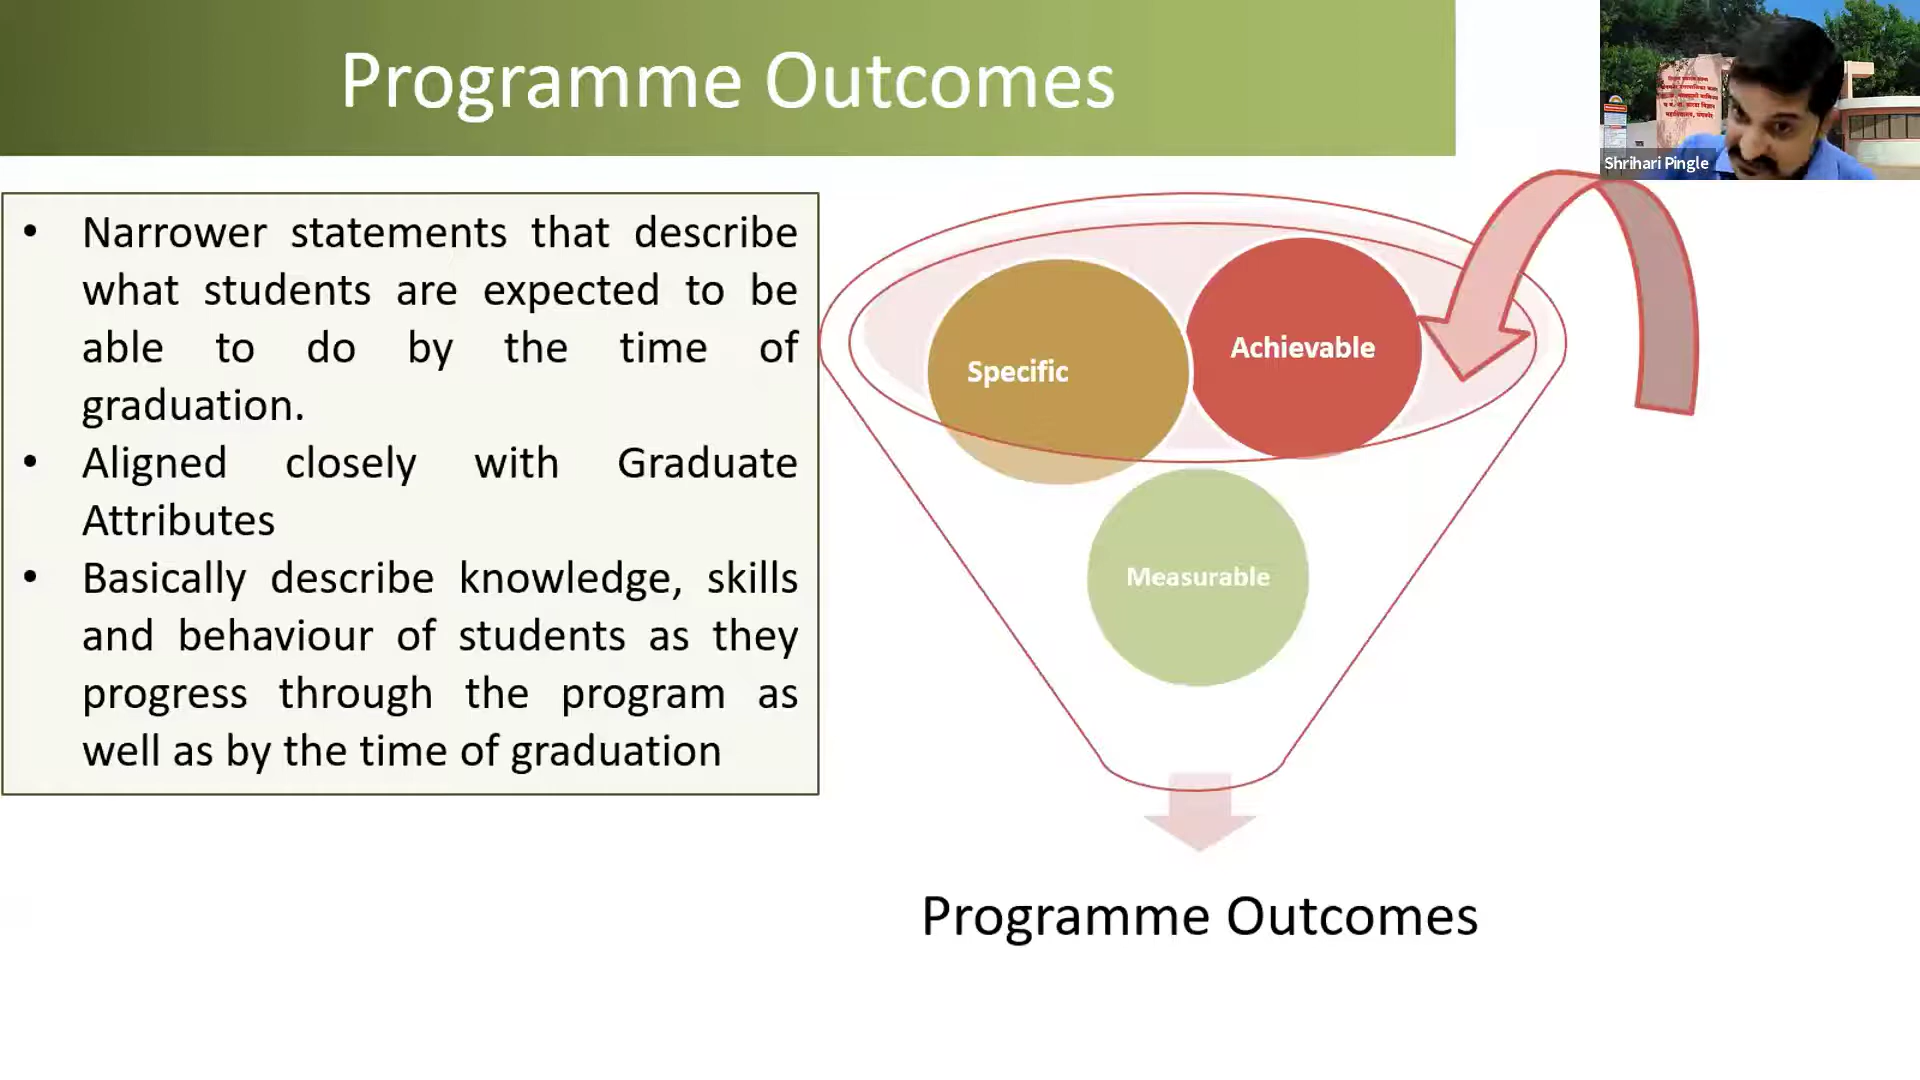 Programme Outcomes
Shrihari Pingle
• Narrower statements that describe
what students are expected to be
able to do by the time of
graduation.
• Aligned closely with Graduate
Attributes
• Basically describe knowledge, skills
and behaviour of students as they
progress through the program as
well as by the time of graduation
Specific
Achievable
Measurable
Programme Outcomes